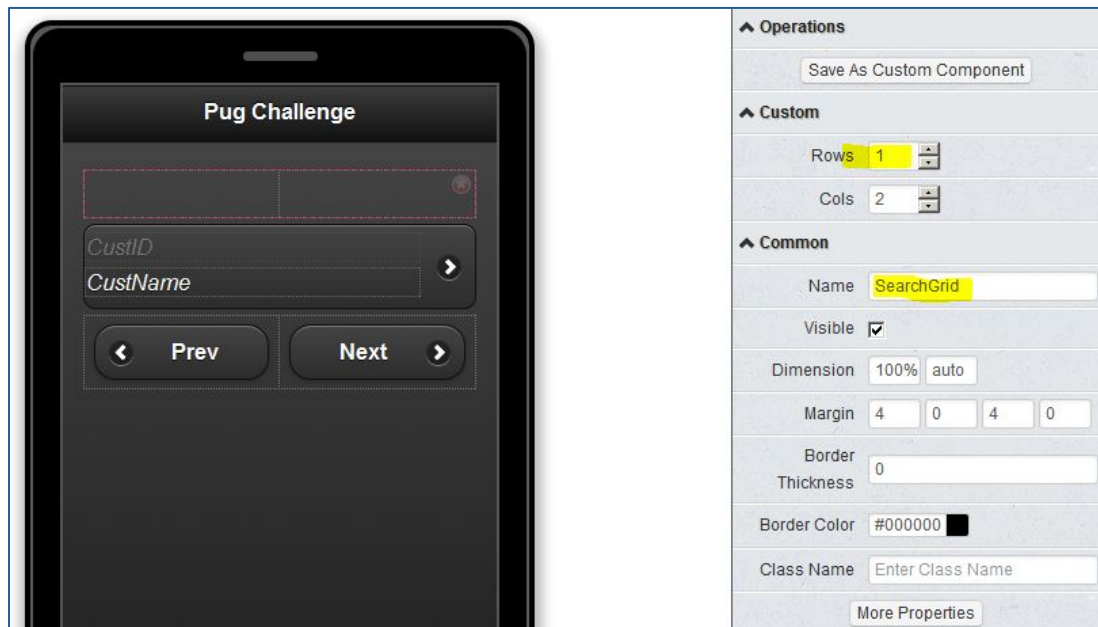 Pug Challenge
CustID
CustName
Prev
Next
Operations
Save As Custom Component
Custom
Rows 1
Cols 2
Common
Name SearchGrid
Visible
Dimension 100% auto
Margin 4 0 4 0
Border
Thickness 0
Border Color #000000
Class Name Enter Class Name
More Properties